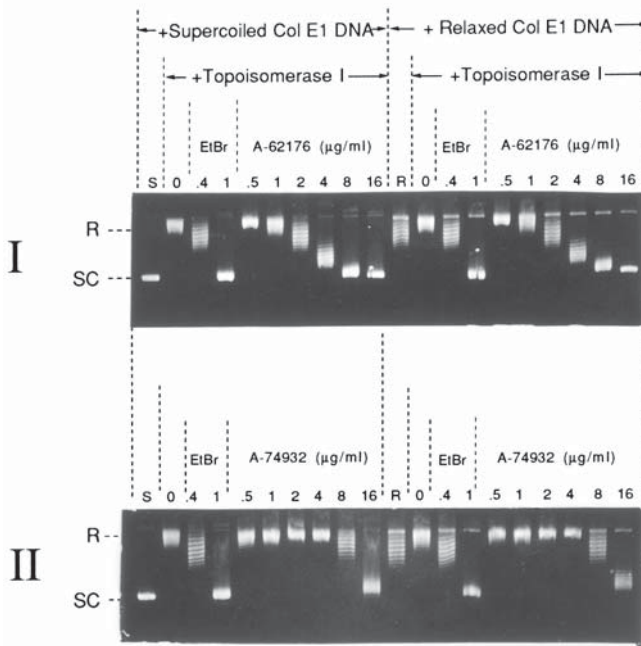 +Supercoiled Col E1 DNA + Relaxed Col E1 DNA
+Topoisomerase I +Topoisomerase I
EtBr A-62176 (µg/ml) EtBr A-62176 (µg/ml)
S 0 .4 1 .5 1 2 4 8 16 R 0 .4 1 .5 1 2 4 8 16
R
I
SC
EtBr A-74932 (µg/ml) EtBr A-74932 (µg/ml)
S 0 .4 1 .5 1 2 4 8 16 R 0 .4 1 .5 1 2 4 8 16
R
II
SC